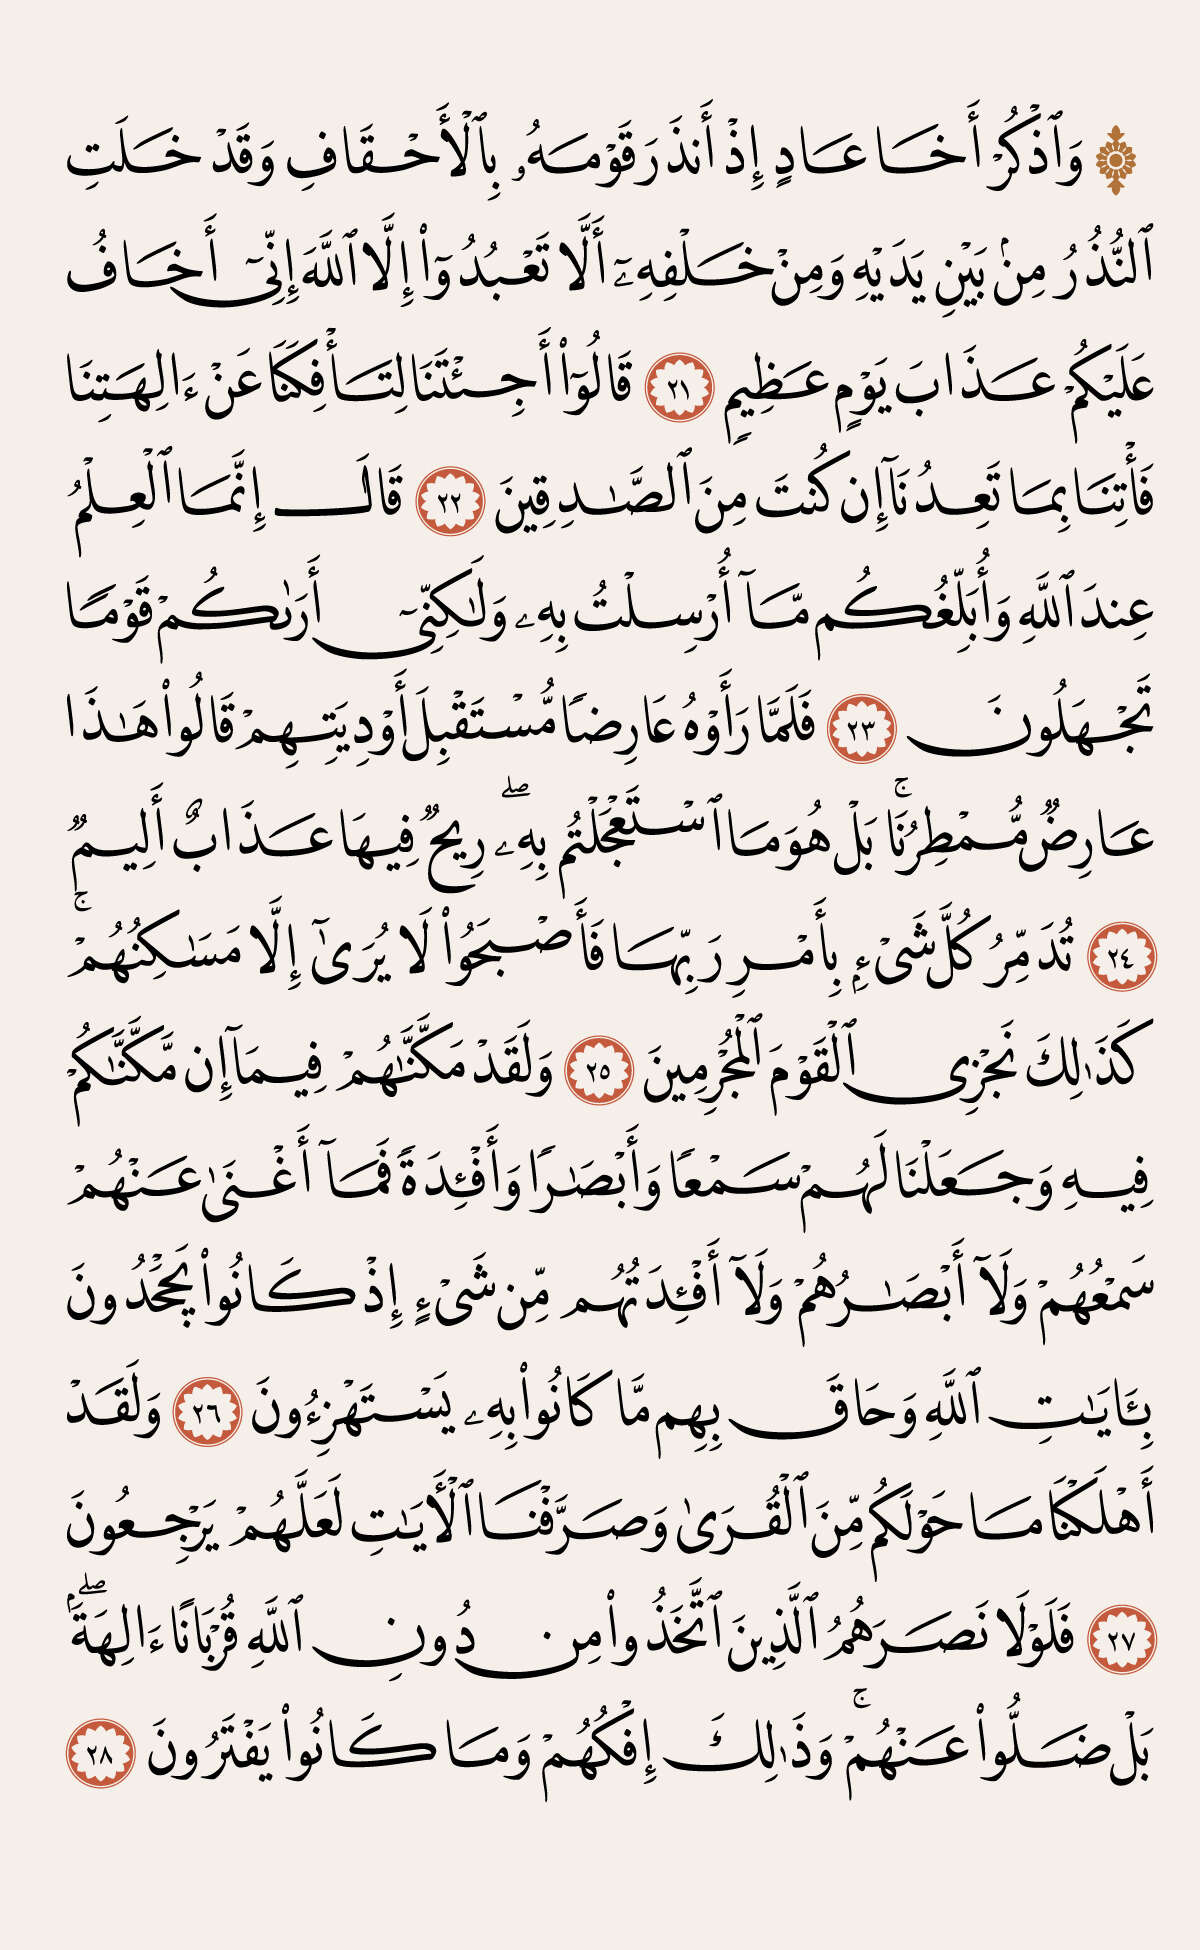 ۞ وَٱذْكُرْ أَخَا عَادٍ إِذْ أَنذَرَ قَوْمَهُۥ بِٱلْأَحْقَافِ وَقَدْ خَلَتِ
ٱلنُّذُرُ مِنۢ بَيْنِ يَدَيْهِ وَمِنْ خَلْفِهِۦٓ أَلَّا تَعْبُدُوٓا۟ إِلَّا ٱللَّهَ إِنِّىٓ أَخَافُ
عَلَيْكُمْ عَذَابَ يَوْمٍ عَظِيمٍ ٢١ قَالُوٓا۟ أَجِئْتَنَا لِتَأْفِكَنَا عَنْ ءَالِهَتِنَا
فَأْتِنَا بِمَا تَعِدُنَآ إِن كُنتَ مِنَ ٱلصَّـٰدِقِينَ ٢٢ قَالَ إِنَّمَا ٱلْعِلْمُ
عِندَ ٱللَّهِ وَأُبَلِّغُكُم مَّآ أُرْسِلْتُ بِهِۦ وَلَـٰكِنِّىٓ أَرَىٰكُمْ قَوْمًا
تَجْهَلُونَ ٢٣ فَلَمَّا رَأَوْهُ عَارِضًا مُّسْتَقْبِلَ أَوْدِيَتِهِمْ قَالُوا۟ هَـٰذَا
عَارِضٌ مُّمْطِرُنَا ۚ بَلْ هُوَ مَا ٱسْتَعْجَلْتُم بِهِۦ ۖ رِيحٌ فِيهَا عَذَابٌ أَلِيمٌ
٢٤ تُدَمِّرُ كُلَّ شَىْءٍۭ بِأَمْرِ رَبِّهَا فَأَصْبَحُوا۟ لَا يُرَىٰٓ إِلَّا مَسَـٰكِنُهُمْ ۚ
كَذَٰلِكَ نَجْزِى ٱلْقَوْمَ ٱلْمُجْرِمِينَ ٢٥ وَلَقَدْ مَكَّنَّـٰهُمْ فِيمَآ إِن مَّكَّنَّـٰكُمْ
فِيهِ وَجَعَلْنَا لَهُمْ سَمْعًا وَأَبْصَـٰرًا وَأَفْـِٔدَةً فَمَآ أَغْنَىٰ عَنْهُمْ
سَمْعُهُمْ وَلَآ أَبْصَـٰرُهُمْ وَلَآ أَفْـِٔدَتُهُم مِّن شَىْءٍ إِذْ كَانُوا۟ يَجْحَدُونَ
بِـَٔايَـٰتِ ٱللَّهِ وَحَاقَ بِهِم مَّا كَانُوا۟ بِهِۦ يَسْتَهْزِءُونَ ٢٦ وَلَقَدْ
أَهْلَكْنَا مَا حَوْلَكُم مِّنَ ٱلْقُرَىٰ وَصَرَّفْنَا ٱلْـَٔايَـٰتِ لَعَلَّهُمْ يَرْجِعُونَ
٢٧ فَلَوْلَا نَصَرَهُمُ ٱلَّذِينَ ٱتَّخَذُوا۟ مِن دُونِ ٱللَّهِ قُرْبَانًا ءَالِهَةًۢ ۖ
بَلْ ضَلُّوا۟ عَنْهُمْ ۚ وَذَٰلِكَ إِفْكُهُمْ وَمَا كَانُوا۟ يَفْتَرُونَ ٢٨